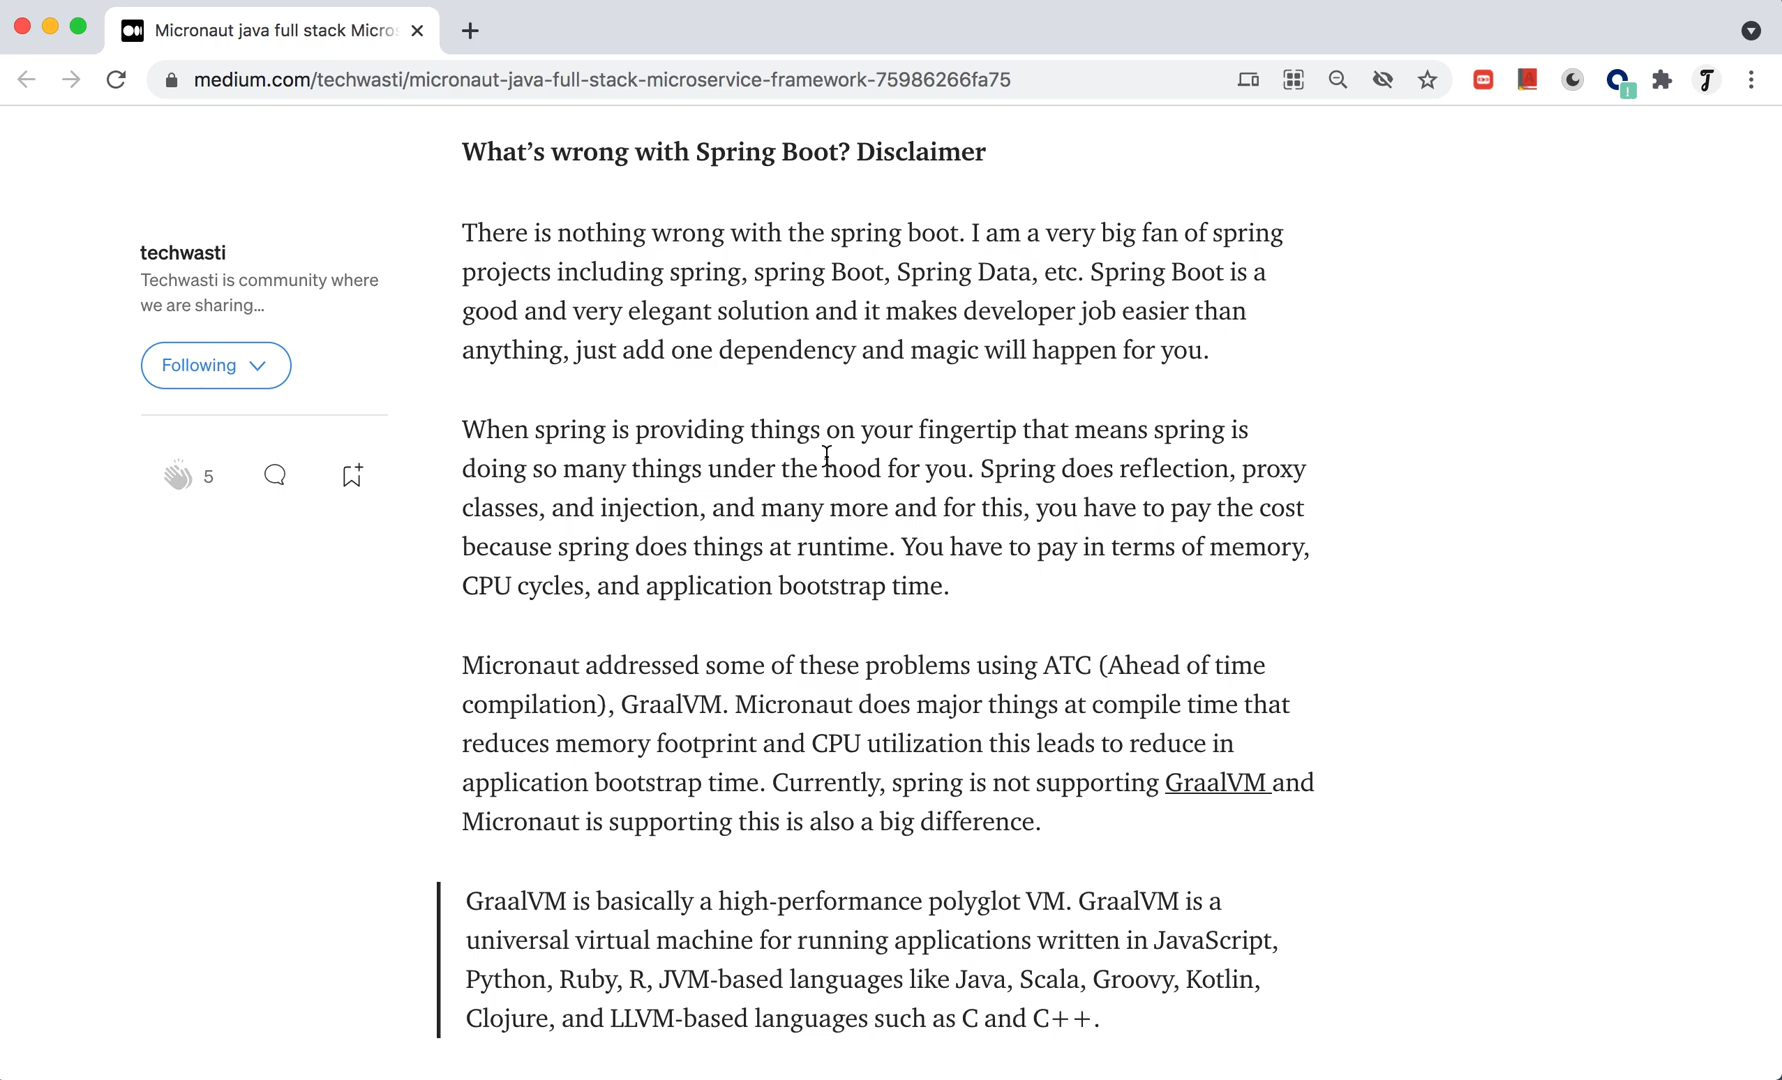 Micronaut java full stack Micros
medium.com/techwasti/micronaut-java-full-stack-microservice-framework-75986266fa75
What's wrong with Spring Boot? Disclaimer
techwasti
Techwasti is community where
we are sharing...
Following
5
There is nothing wrong with the spring boot. I am a very big fan of spring
projects including spring, spring Boot, Spring Data, etc. Spring Boot is a
good and very elegant solution and it makes developer job easier than
anything, just add one dependency and magic will happen for you.
When spring is providing things on your fingertip that means spring is
doing so many things under the hood for you. Spring does reflection, proxy
classes, and injection, and many more and for this, you have to pay the cost
because spring does things at runtime. You have to pay in terms of memory,
CPU cycles, and application bootstrap time.
Micronaut addressed some of these problems using ATC (Ahead of time
compilation), GraalVM. Micronaut does major things at compile time that
reduces memory footprint and CPU utilization this leads to reduce in
application bootstrap time. Currently, spring is not supporting GraalVM and
Micronaut is supporting this is also a big difference.
GraalVM is basically a high-performance polyglot VM. GraalVM is a
universal virtual machine for running applications written in JavaScript,
Python, Ruby, R, JVM-based languages like Java, Scala, Groovy, Kotlin,
Clojure, and LLVM-based languages such as C and C++.